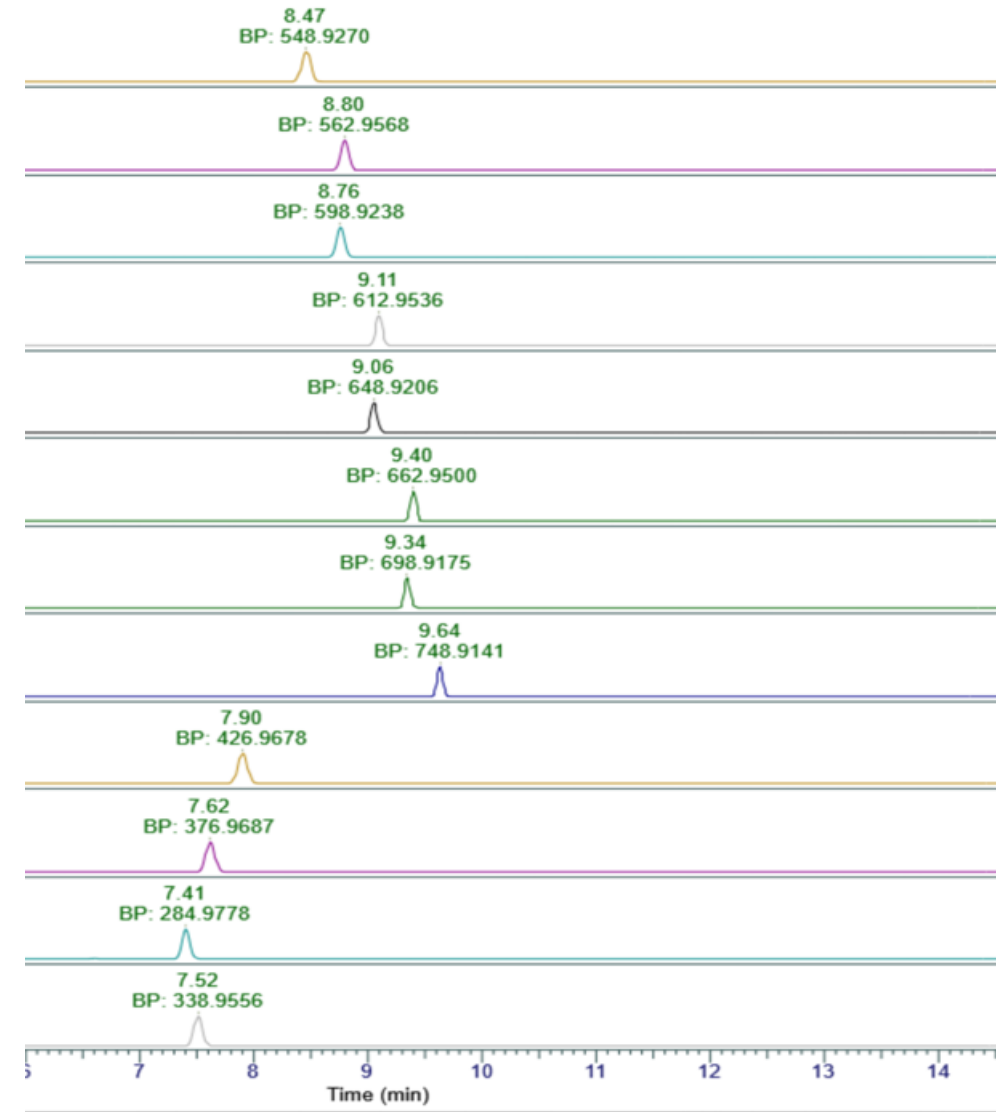 8.47
BP: 548.9270
8.80
BP: 562.9568
8.76
BP: 598.9238
9.11
BP: 612.9536
9.06
BP: 648.9206
9.40
BP: 662.9500
9.34
BP: 698.9175
9.64
BP: 748.9141
7.90
BP: 426.9678
7.62
BP: 376.9687
7.41
BP: 284.9778
7.52
BP: 338.9556
7 8 9 10 11 12 13 14
Time (min)